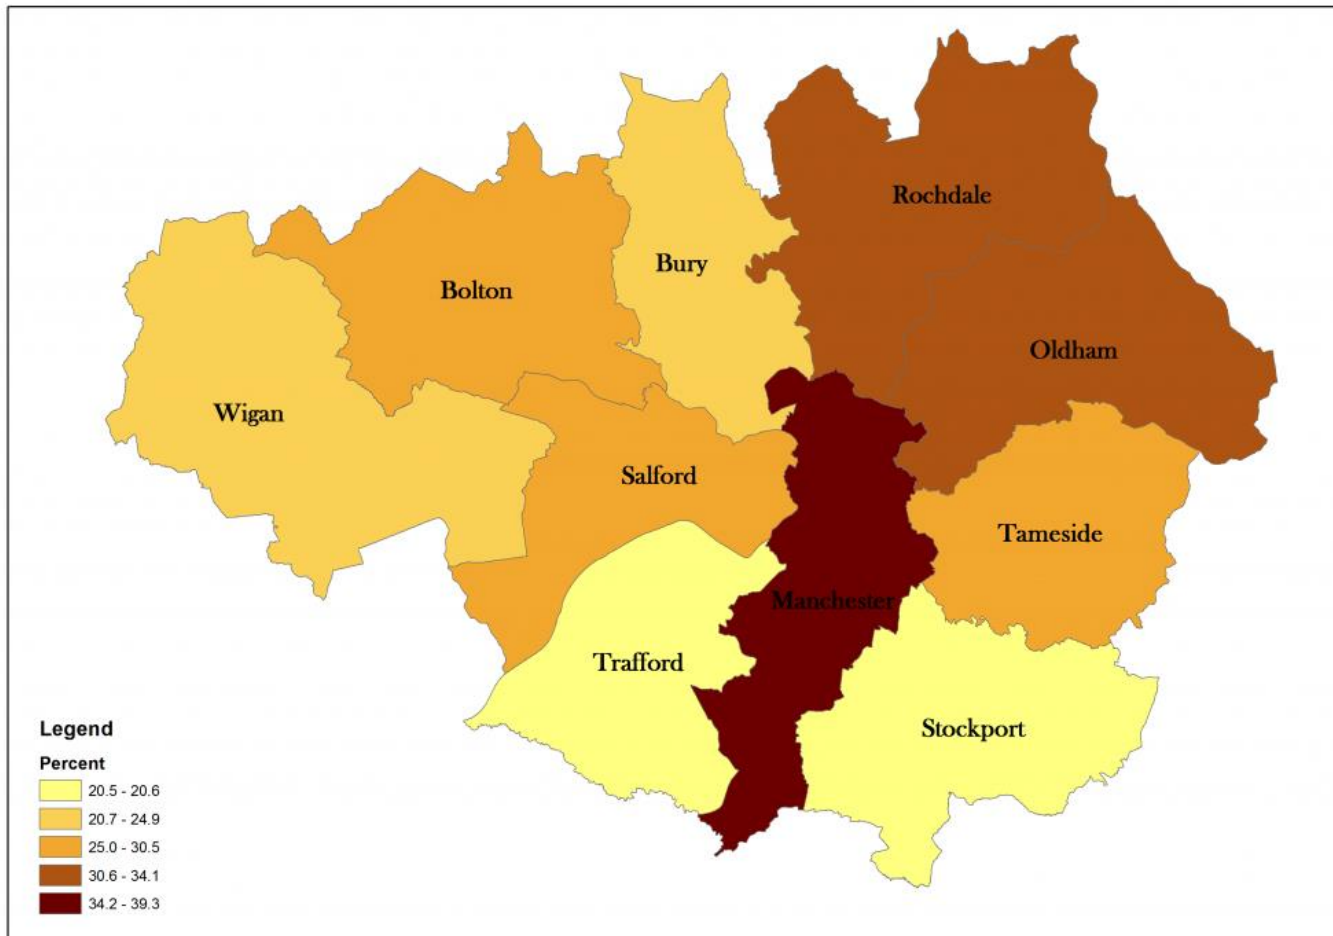 Rochdale
Bury
Bolton
Oldham
Wigan
Salford
Tameside
Manchester
Trafford
Stockport
Legend
Percent
20.5 - 20.6
20.7 - 24.9
25.0 - 30.5
30.6 - 34.1
34.2 - 39.3